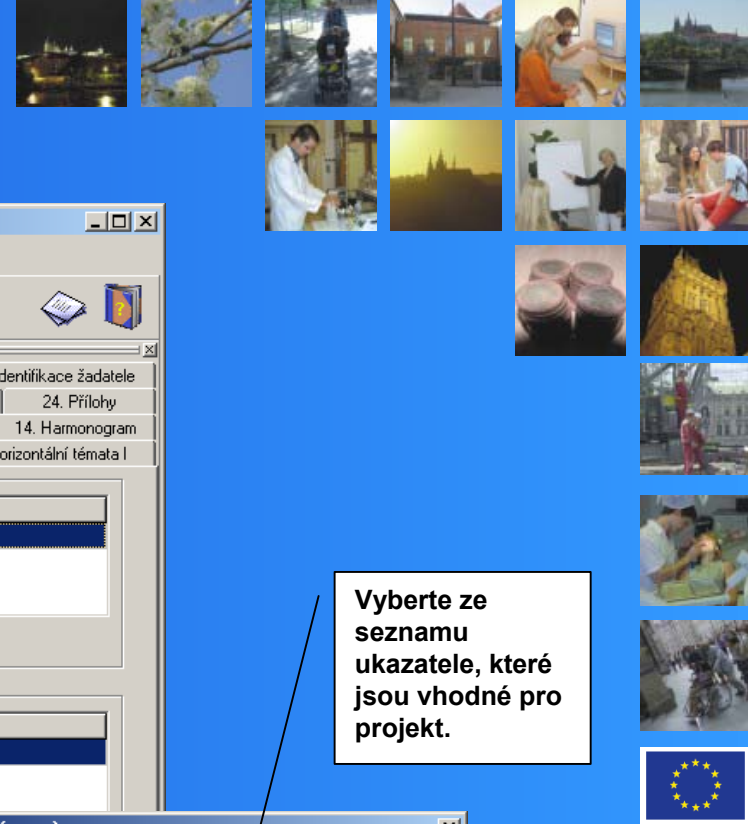 dentifikace žadatele
24. Přílohy
14. Harmonogram
orizontální témata I
Vyberte ze
seznamu
ukazatele, které
jsou vhodné pro
projekt.